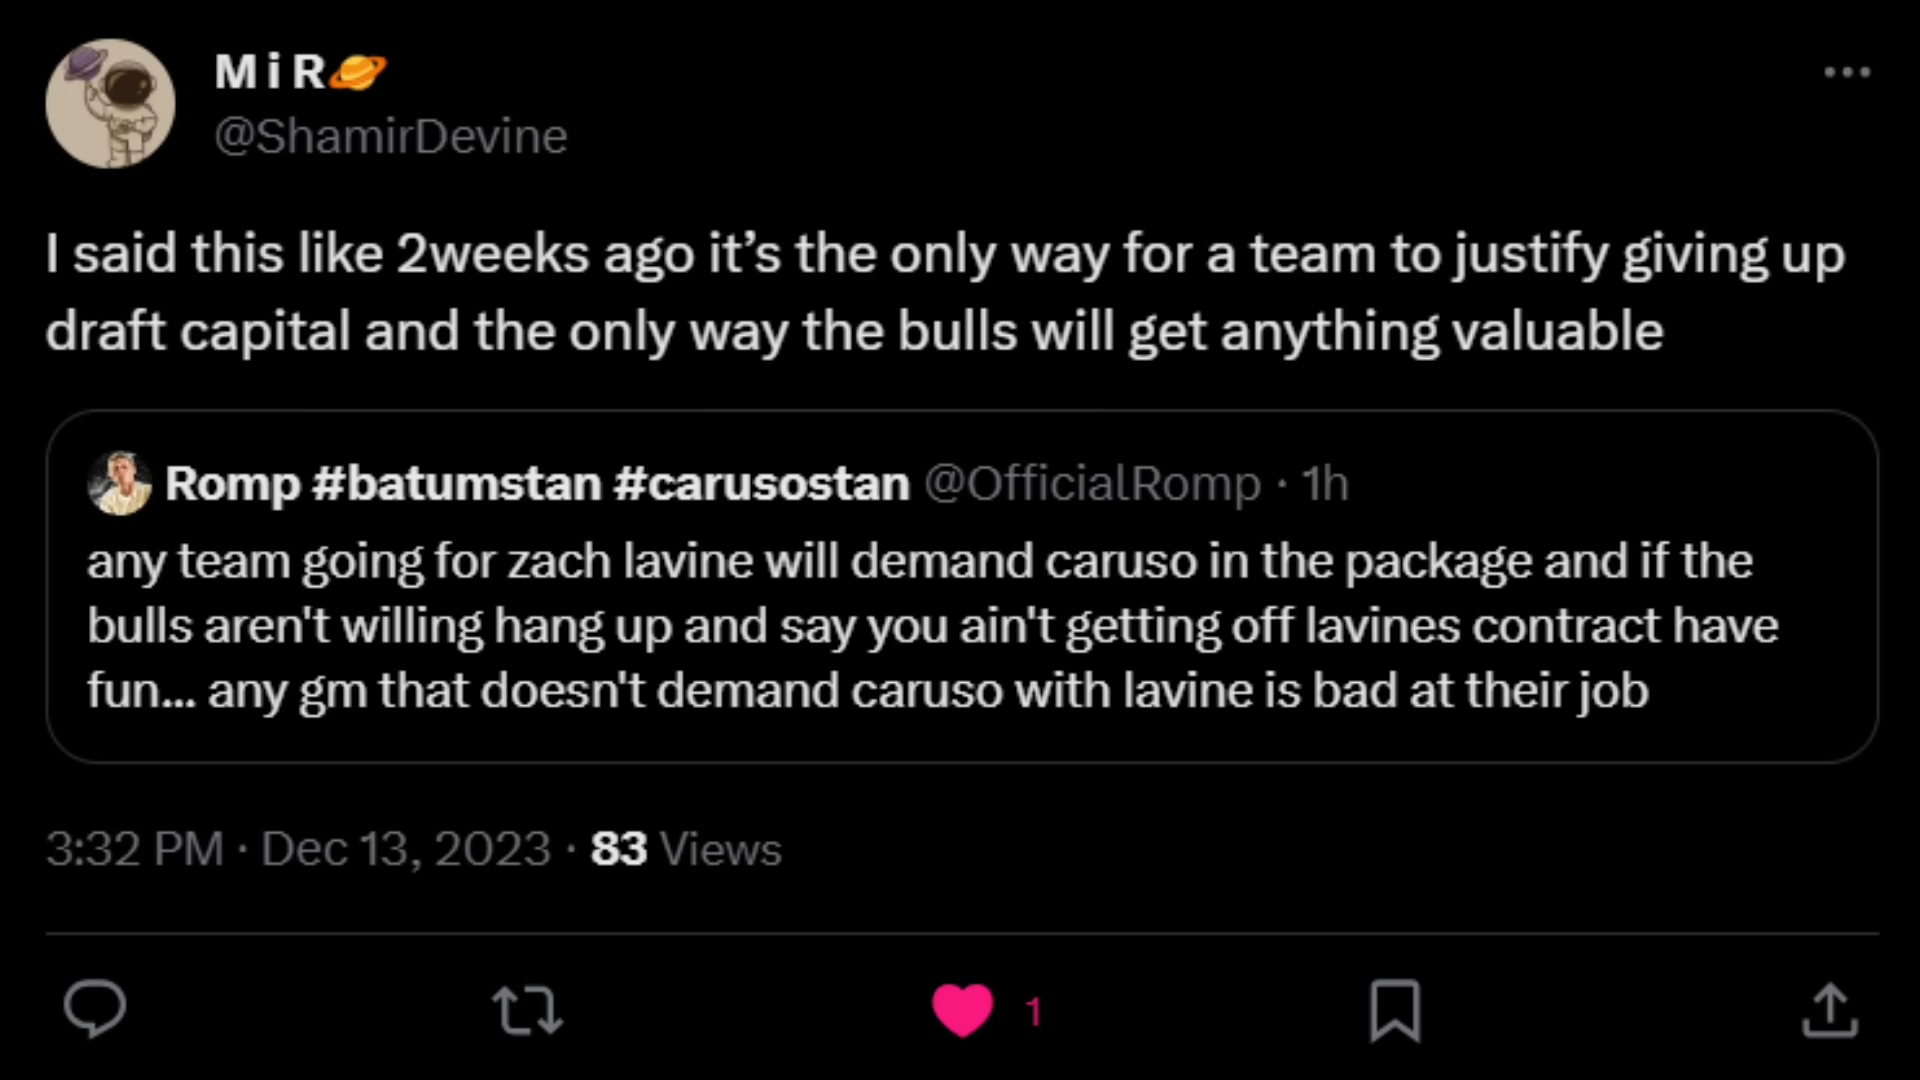 M i R🪐
@ShamirDevine
I said this like 2weeks ago it’s the only way for a team to justify giving up
draft capital and the only way the bulls will get anything valuable
Romp #batumstan #carusostan @OfficialRomp · 1h
any team going for zach lavine will demand caruso in the package and if the
bulls aren't willing hang up and say you ain't getting off lavines contract have
fun... any gm that doesn't demand caruso with lavine is bad at their job
3:32 PM · Dec 13, 2023 · 83 Views
1